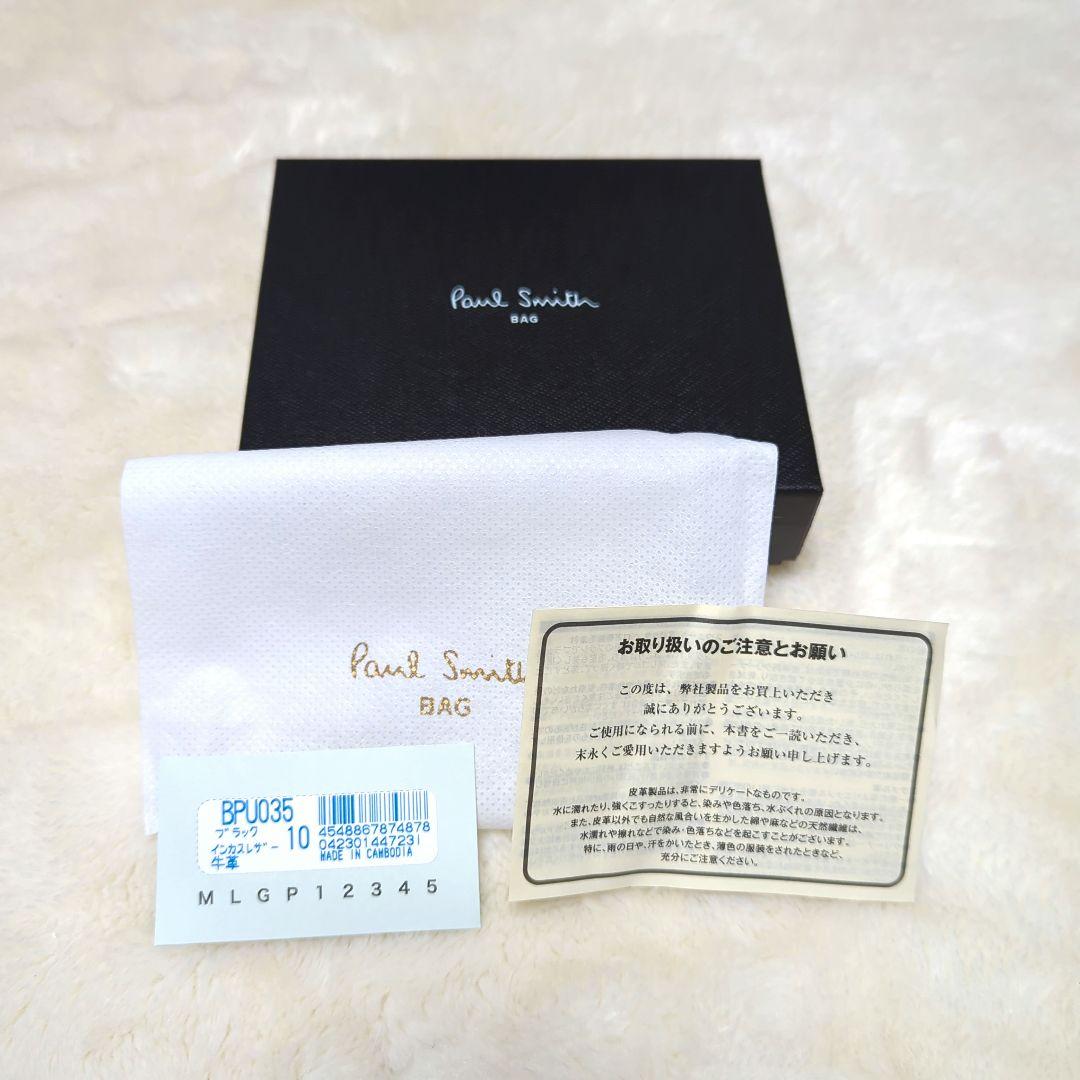 Paul Smith
BAG
Paul Smith
BAG
お取り扱いのご注意とお願い
この度は、弊社製品をお買上いただき
誠にありがとうございます。
ご使用になられる前に、本書をご一読いただき、
末永くご愛用いただきますようお願い申し上げます。
皮革製品は、非常にデリケートなものです。
水に濡れたり、強くこすったりすると、染みや色落ち、水ぶくれの原因となります。
また、皮革以外でも自然な風合いを生かした綿や麻などの天然繊維は、
水濡れや擦れなどで染み・色落ちなどを起こすことがございます。
特に、雨の日や、汗をかいたとき、薄色の服装をされたときなど、
充分にご注意ください。
BPU035
ブラック 10
インカスレザー
牛革
4548867874878
042301447231
MADE IN CAMBODIA
M L G P 1 2 3 4 5